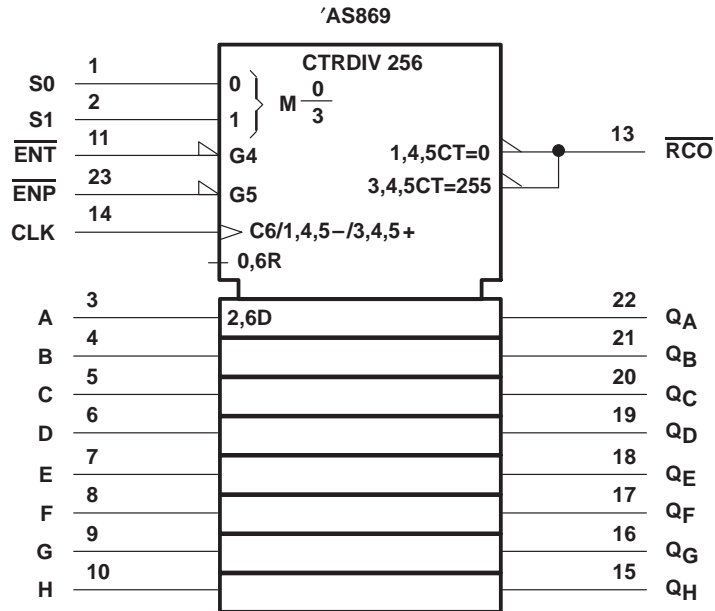 ′AS869
CTRDIV 256
S0 1 0 M 0/3
S1 2 1
ENT 11 G4 1,4,5CT=0 13 RCO
ENP 23 G5 3,4,5CT=255
CLK 14 C6/1,4,5−/3,4,5+
0,6R
A 3 2,6D 22 QA
B 4 21 QB
C 5 20 QC
D 6 19 QD
E 7 18 QE
F 8 17 QF
G 9 16 QG
H 10 15 QH